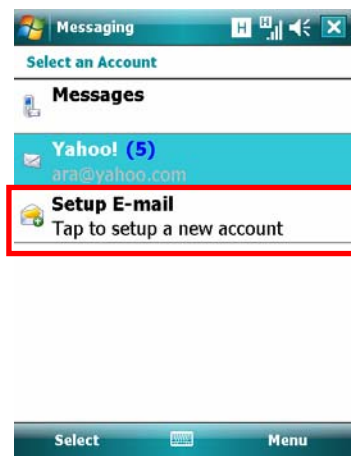 Messaging H H
Select an Account
Messages
Yahoo! (5)
ara@yahoo.com
Setup E-mail
Tap to setup a new account
Select Menu